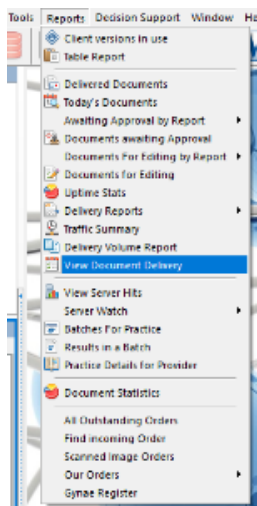 Tools Reports Decision Support Window He
Client versions in use
Table Report
Delivered Documents
Today's Documents
Awaiting Approval by Report
Documents awaiting Approval
Documents For Editing by Report
Documents for Editing
Uptime Stats
Delivery Reports
Traffic Summary
Delivery Volume Report
View Document Delivery
View Server Hits
Server Watch
Batches For Practice
Results in a Batch
Practice Details for Provider
Document Statistics
All Outstanding Orders
Find incoming Order
Scanned Image Orders
Our Orders
Gynae Register